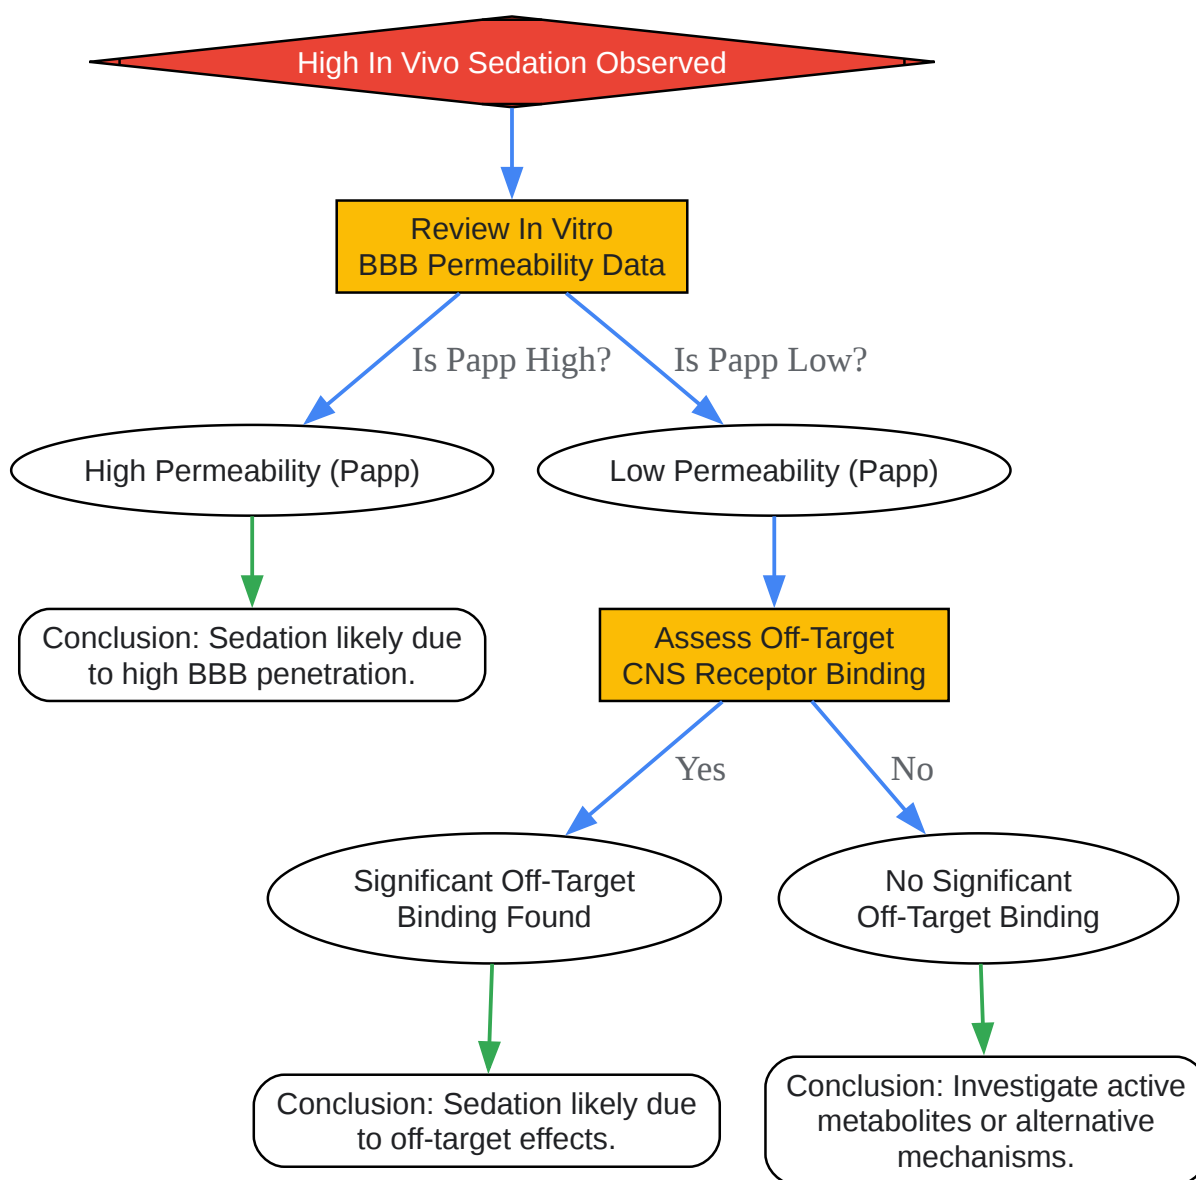 High In Vivo Sedation Observed
Review In Vitro
BBB Permeability Data
Is Papp High?
Is Papp Low?
High Permeability (Papp)
Low Permeability (Papp)
Conclusion: Sedation likely due
to high BBB penetration.
Assess Off-Target
CNS Receptor Binding
Yes
No
Significant Off-Target
Binding Found
No Significant
Off-Target Binding
Conclusion: Sedation likely due
to off-target effects.
Conclusion: Investigate active
metabolites or alternative
mechanisms.